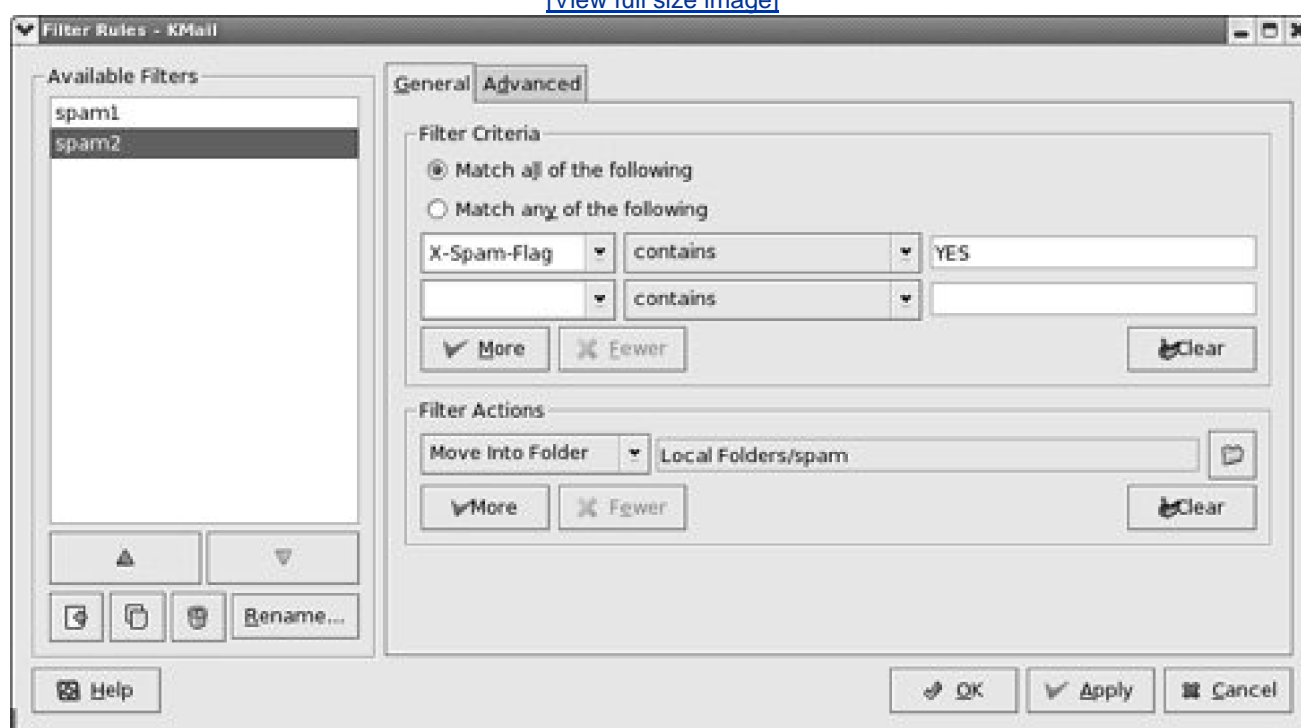 [View full size image]
Filter Rules - KMail
Available Filters
spam1
spam2
Rename...
General Advanced
Filter Criteria
Match all of the following
Match any of the following
X-Spam-Flag contains YES
contains
More Fewer Clear
Filter Actions
Move Into Folder Local Folders/spam
More Fewer Clear
Help OK Apply Cancel